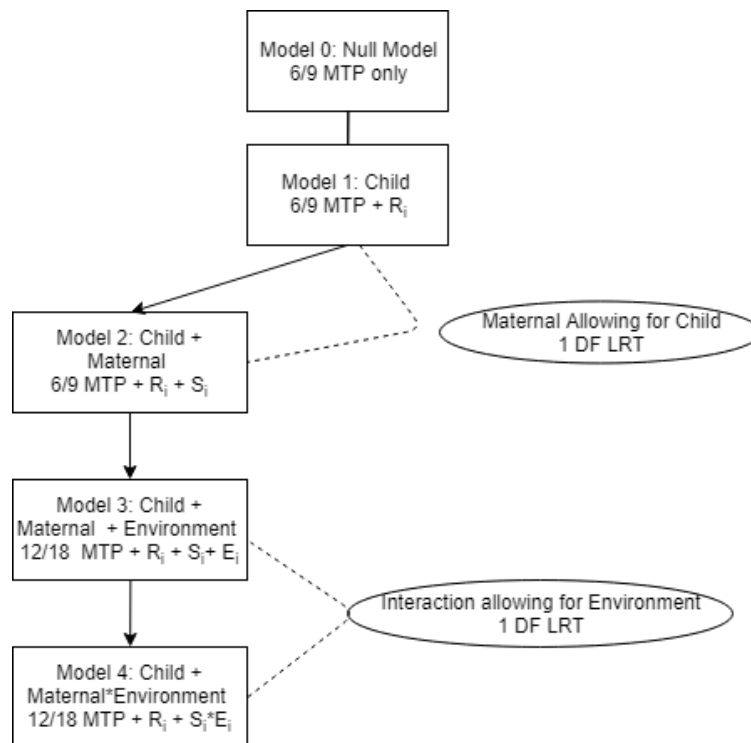 Model 0: Null Model
6/9 MTP only
Model 1: Child
6/9 MTP + Rᵢ
Model 2: Child +
Maternal
6/9 MTP + Rᵢ + Sᵢ
Maternal Allowing for Child
1 DF LRT
Model 3: Child +
Maternal + Environment
12/18 MTP + Rᵢ + Sᵢ+ Eᵢ
Interaction allowing for Environment
1 DF LRT
Model 4: Child +
Maternal*Environment
12/18 MTP + Rᵢ + Sᵢ*Eᵢ